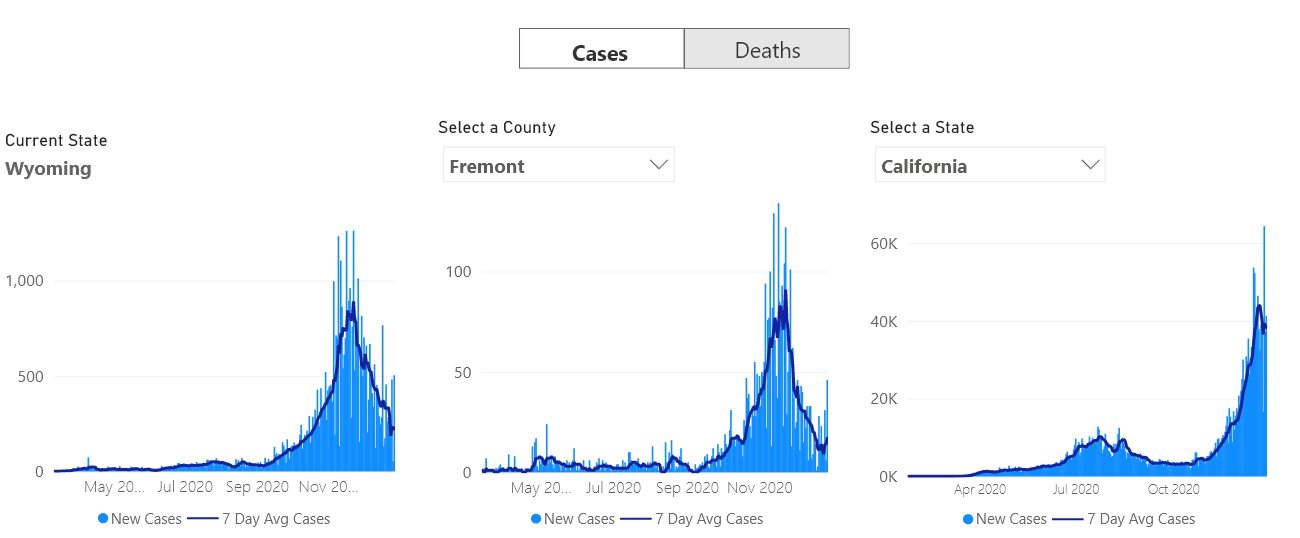 Cases
Deaths
Current State
Wyoming
1,000
500
0
May 20...
Jul 2020
Sep 2020
Nov 20...
New Cases
7 Day Avg Cases
Select a County
Fremont
100
50
0
May 20...
Jul 2020
Sep 2020
Nov 2020
New Cases
7 Day Avg Cases
Select a State
California
60K
40K
20K
0K
Apr 2020
Jul 2020
Oct 2020
New Cases
7 Day Avg Cases